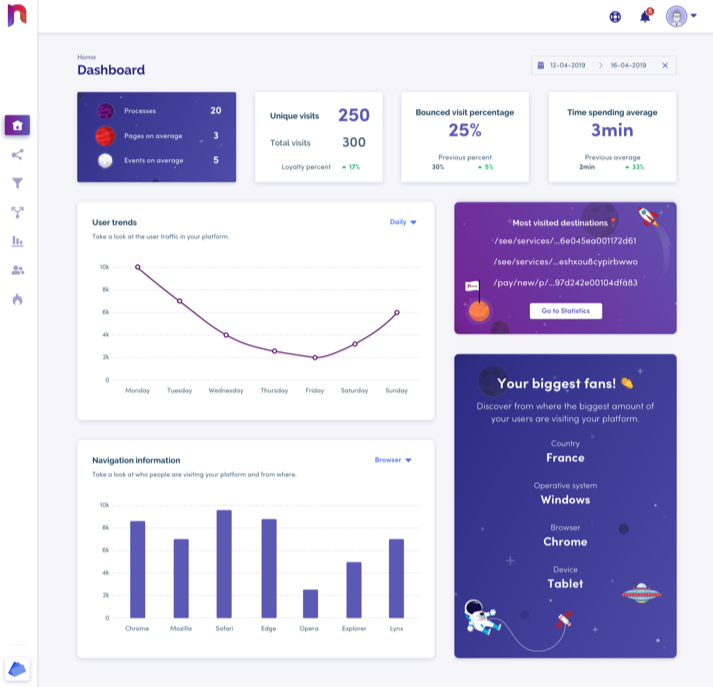 5
Home
Dashboard
12-04-2019 16-04-2019
Processes 20
Pages on average 3
Events on average 5
Unique visits 250
Total visits 300
Loyalty percent 17%
Bounced visit percentage
25%
Previous percent
30% 5%
Time spending average
3min
Previous average
2min 33%
User trends Daily
Take a look at the user traffic in your platform.
10k
8k
6k
4k
2k
0
Monday Tuesday Wednesday Thursday Friday Saturday Sunday
Most visited destinations
/see/services/...6e045ea001172d61
/see/services/...eshxou8cypirbwwo
/pay/new/p/...97d242e00104dfa83
Go to Statistics
Navigation information Browser
Take a look at who people are visiting your platform and from where.
10k
8k
6k
4k
2k
0
Chrome Mozilla Safari Edge Opera Explorer Lynx
Your biggest fans!
Discover from where the biggest amount of
your users are visiting your platform.
Country
France
Operative system
Windows
Browser
Chrome
Device
Tablet